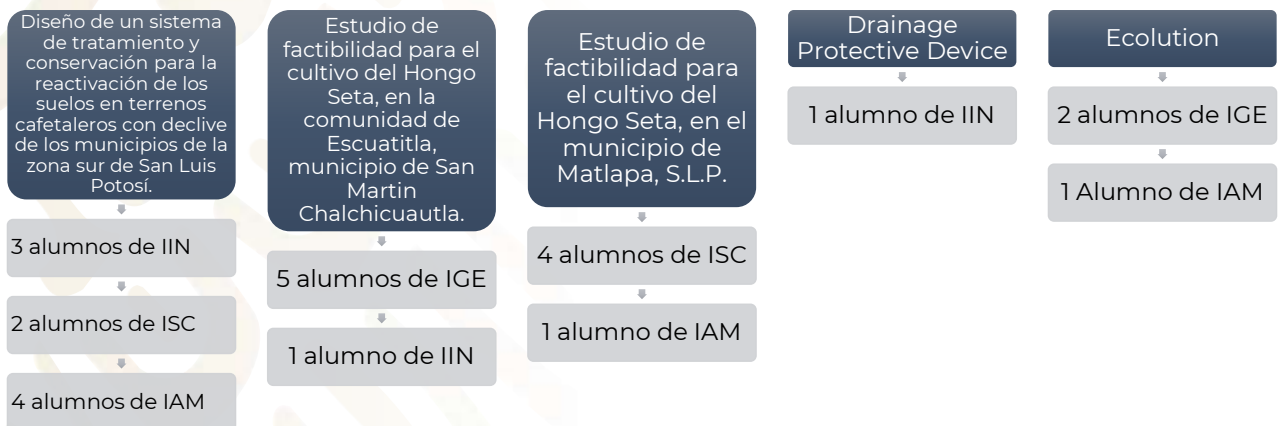 Diseño de un sistema
de tratamiento y
conservación para la
reactivación de los
suelos en terrenos
cafetaleros con declive
de los municipios de la
zona sur de San Luis
Potosí.
3 alumnos de IIN
2 alumnos de ISC
4 alumnos de IAM
Estudio de
factibilidad para el
cultivo del Hongo
Seta, en la
comunidad de
Escuatitla,
municipio de San
Martin
Chalchicuautla.
5 alumnos de IGE
1 alumno de IIN
Estudio de
factibilidad para
el cultivo del
Hongo Seta, en el
municipio de
Matlapa, S.L.P.
4 alumnos de ISC
1 alumno de IAM
Drainage
Protective Device
1 alumno de IIN
Ecolution
2 alumnos de IGE
1 Alumno de IAM